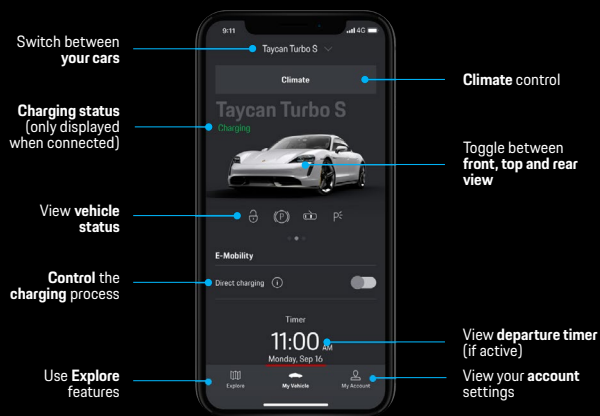 Switch between
your cars
Charging status
(only displayed
when connected)
View vehicle
status
Control the
charging process
Use Explore
features
9:11
4G
Taycan Turbo S
Climate
Taycan Turbo S
Charging
P
P
E-Mobility
Direct charging
i
Timer
11:00 AM
Monday, Sep 16
Explore
My Vehicle
My Account
Climate control
Toggle between
front, top and rear
view
View departure timer
(if active)
View your account
settings